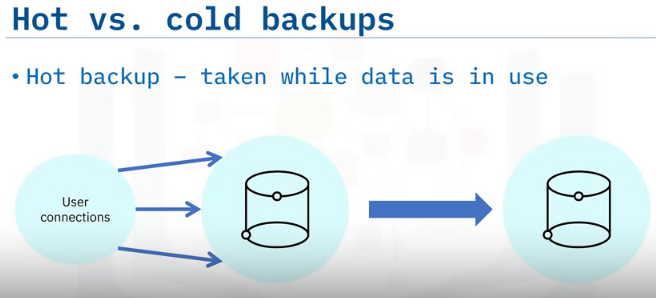 Hot vs. cold backups
• Hot backup – taken while data is in use
User
connections